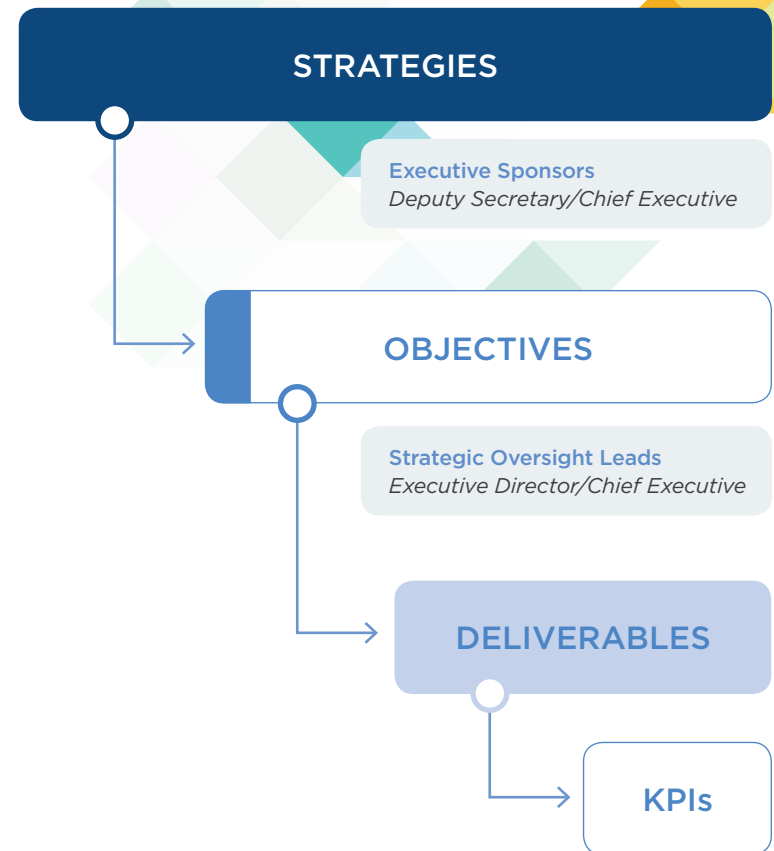 STRATEGIES
Executive Sponsors
Deputy Secretary/Chief Executive
OBJECTIVES
Strategic Oversight Leads
Executive Director/Chief Executive
DELIVERABLES
KPIs